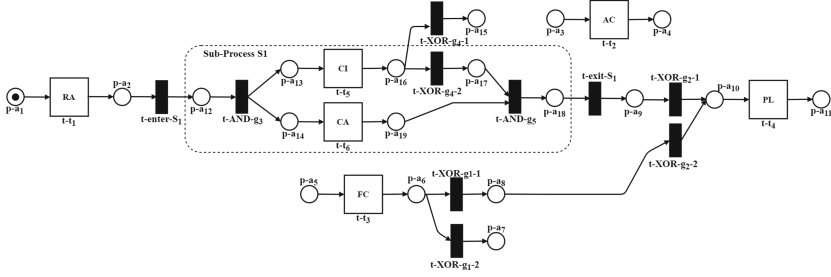 p-a15
t-XOR-g4-1
p-a3
AC
t-t2
p-a4
Sub-Process S1
p-a1
RA
t-t1
p-a2
t-enter-S1
p-a12
t-AND-g3
p-a13
CI
t-t5
p-a16
t-XOR-g4-2
p-a17
p-a14
CA
t-t6
p-a19
t-AND-g5
p-a18
t-exit-S1
p-a9
t-XOR-g2-1
p-a10
PL
t-t4
p-a11
t-XOR-g2-2
p-a5
FC
t-t3
p-a6
t-XOR-g1-1
p-a8
t-XOR-g1-2
p-a7